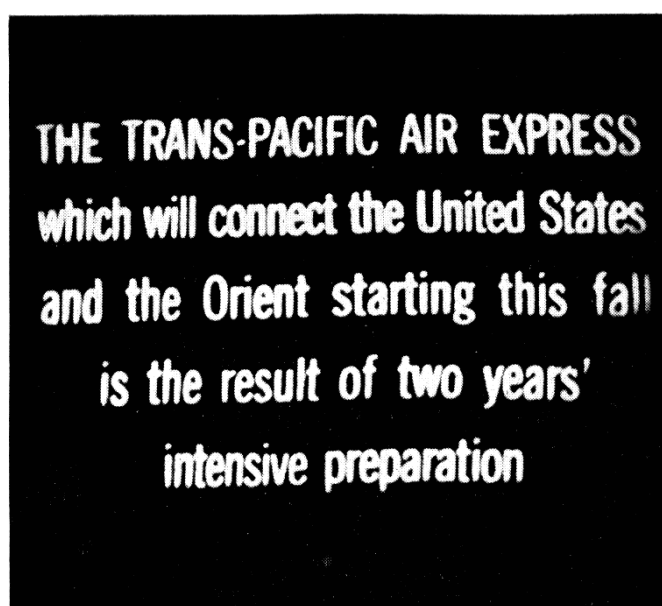 THE TRANS-PACIFIC AIR EXPRESS
which will connect the United States
and the Orient starting this fall
is the result of two years'
intensive preparation